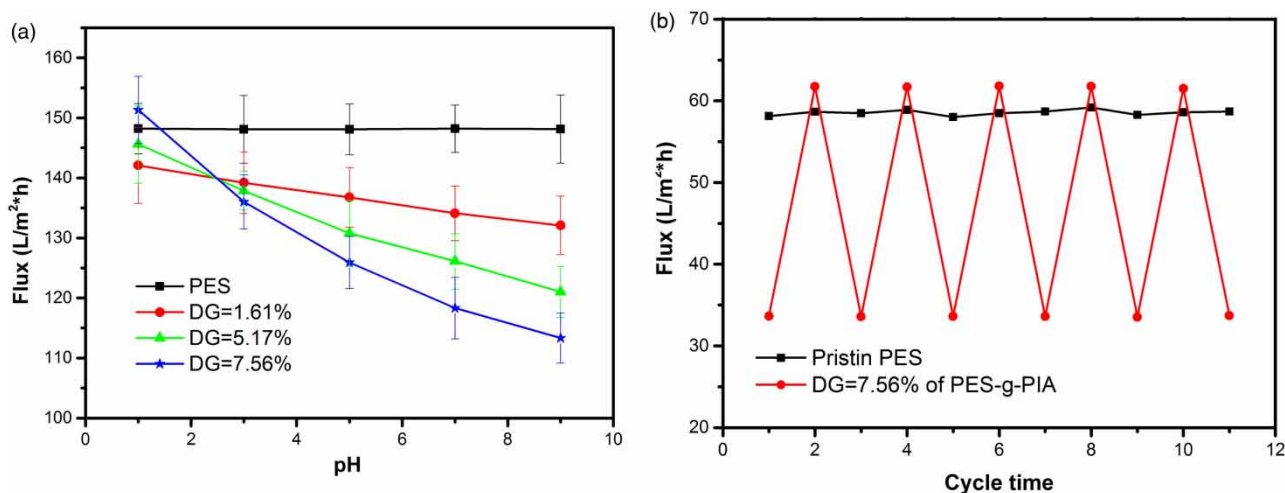 (a)
160
150
140
130
120
110
100
Flux (L/m²*h)
PES
DG=1.61%
DG=5.17%
DG=7.56%
0 2 4 6 8 10
pH
(b)
70
60
50
40
30
20
Flux (L/m²*h)
Pristin PES
DG=7.56% of PES-g-PIA
0 2 4 6 8 10 12
Cycle time